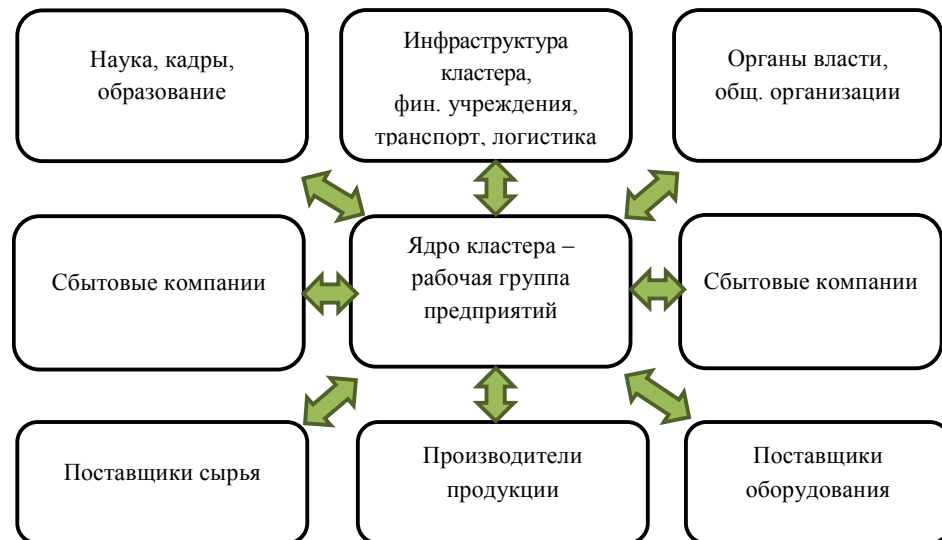 Наука, кадры,
образование
Инфраструктура
кластера,
фин. учреждения,
транспорт, логистика
Органы власти,
общ. организации
Сбытовые компании
Ядро кластера –
рабочая группа
предприятий
Сбытовые компании
Поставщики сырья
Производители
продукции
Поставщики
оборудования